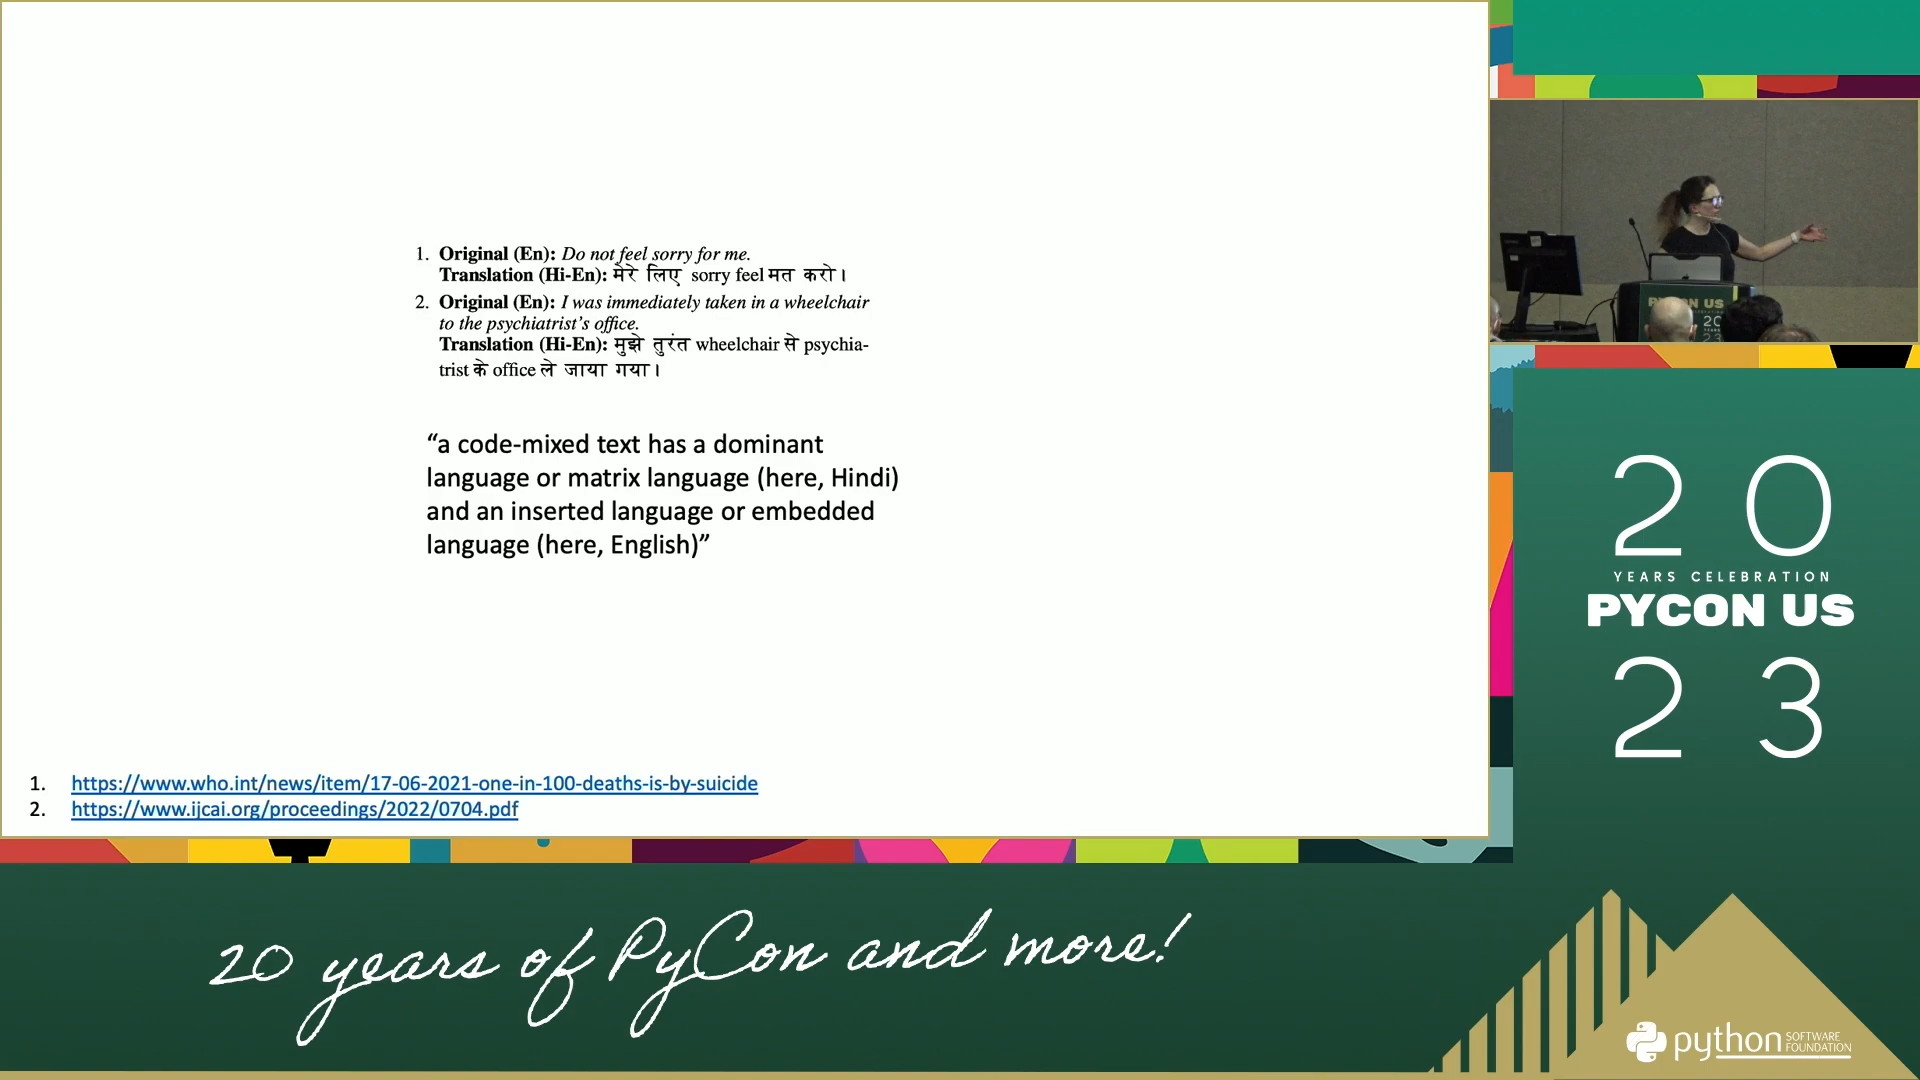 1. Original (En): Do not feel sorry for me.
Translation (Hi-En): मेरे लिए sorry feel मत करो।
2. Original (En): I was immediately taken in a wheelchair
to the psychiatrist's office.
Translation (Hi-En): मुझे तुरंत wheelchair से psychia-
trist के office ले जाया गया।
“a code-mixed text has a dominant
language or matrix language (here, Hindi)
and an inserted language or embedded
language (here, English)”
1. https://www.who.int/news/item/17-06-2021-one-in-100-deaths-is-by-suicide
2. https://www.ijcai.org/proceedings/2022/0704.pdf
PYCON US
20
23
20
YEARS CELEBRATION
PYCON US
23
20 years of PyCon and more!
python SOFTWARE
FOUNDATION